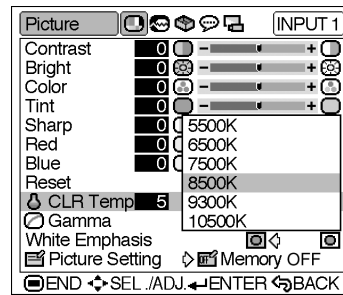 Picture INPUT 1
Contrast 0 - +
Bright 0 - +
Color 0 - +
Tint 0 - +
Sharp 0 5500K
Red 0 6500K
Blue 0 7500K
Reset 8500K
CLR Temp 5 9300K
Gamma 10500K
White Emphasis
Picture Setting Memory OFF
END SEL./ADJ. ENTER BACK